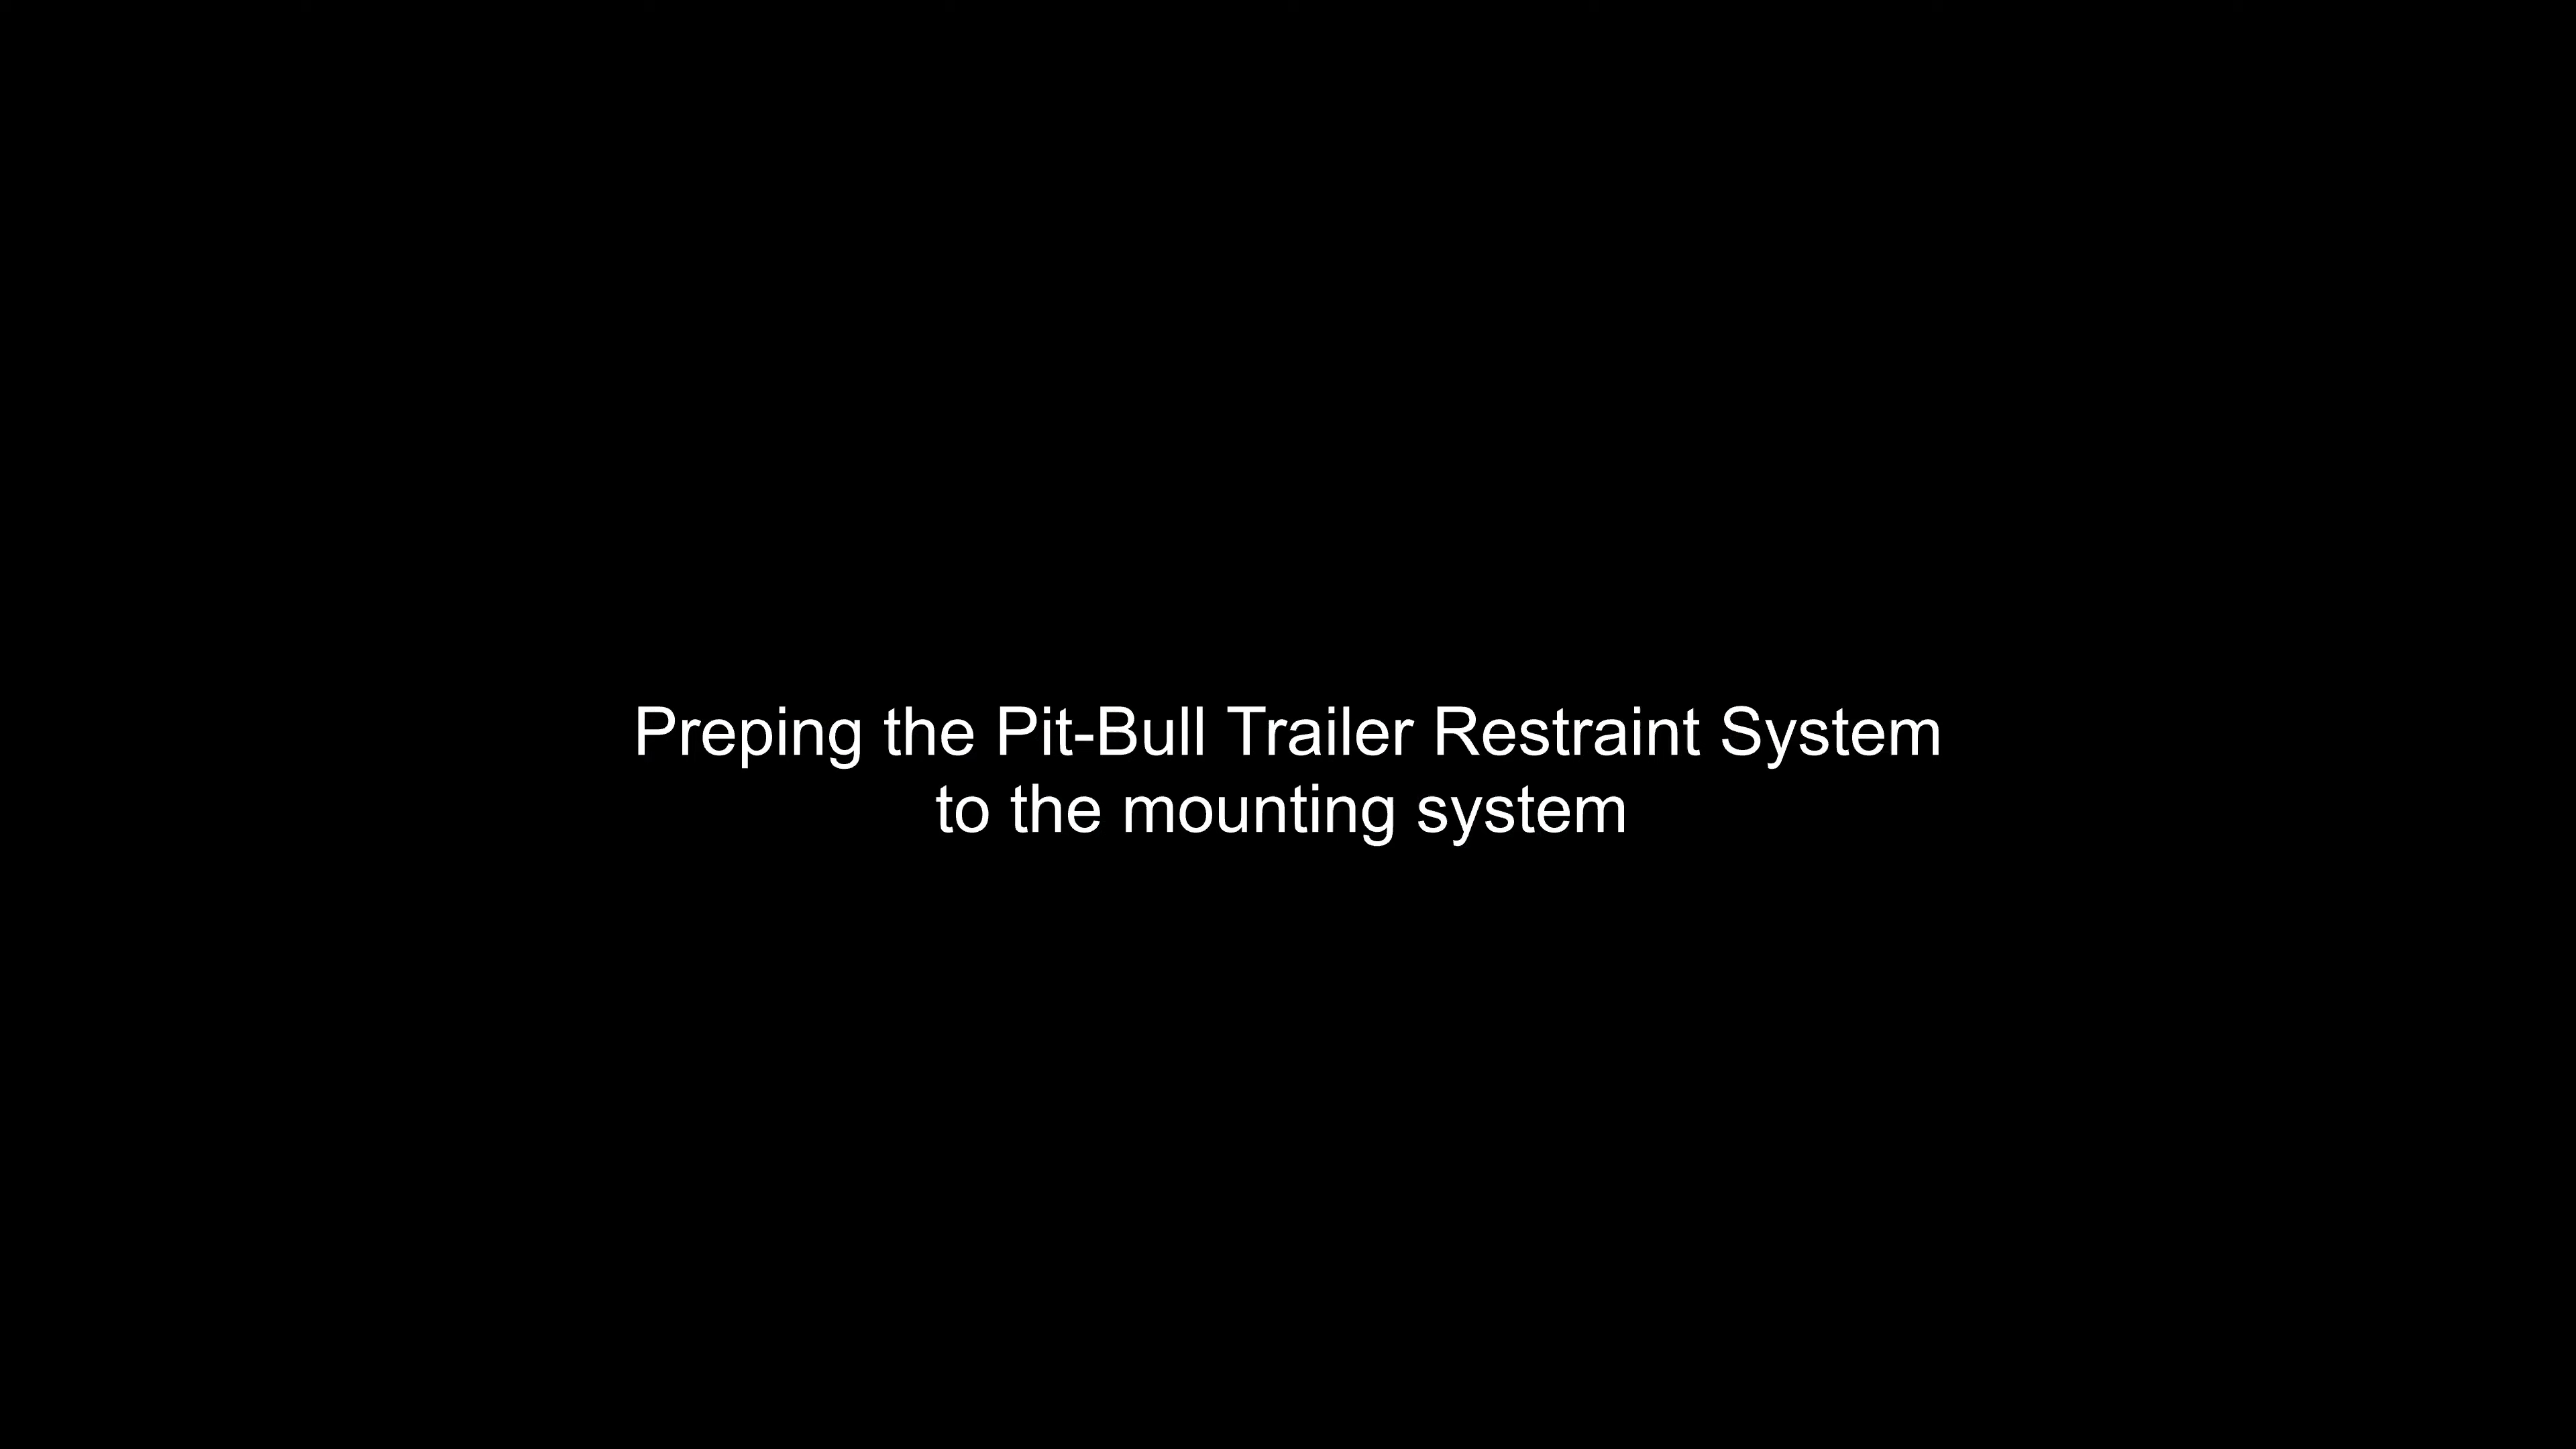 Preping the Pit-Bull Trailer Restraint System
to the mounting system